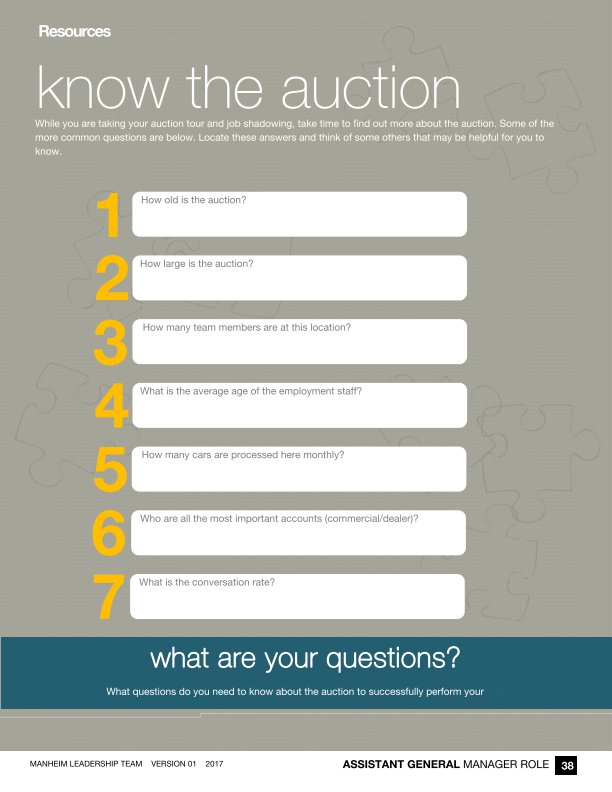 Resources
know the auction
While you are taking your auction tour and job shadowing, take time to find out more about the auction. Some of the
more common questions are below. Locate these answers and think of some others that may be helpful for you to
know.
1 How old is the auction?
2 How large is the auction?
3 How many team members are at this location?
4 What is the average age of the employment staff?
5 How many cars are processed here monthly?
6 Who are all the most important accounts (commercial/dealer)?
7 What is the conversation rate?
what are your questions?
What questions do you need to know about the auction to successfully perform your
MANHEIM LEADERSHIP TEAM VERSION 01 2017 ASSISTANT GENERAL MANAGER ROLE 38